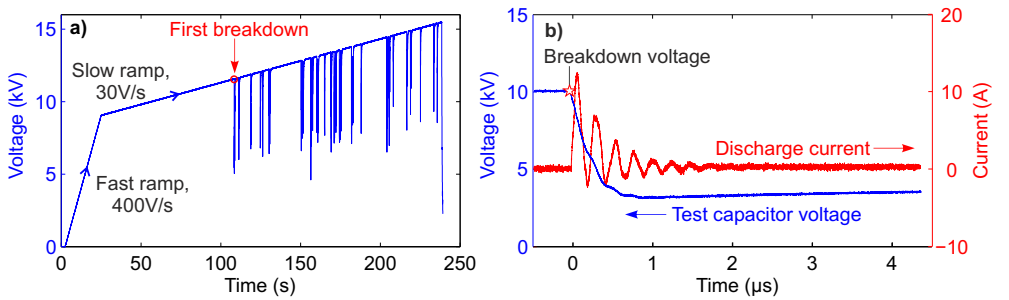 a)
First breakdown
Slow ramp,
30V/s
Fast ramp,
400V/s
Voltage (kV)
15
10
5
0
0 50 100 150 200 250
Time (s)
b)
Breakdown voltage
Discharge current
Test capacitor voltage
Voltage (kV)
15
10
5
0
0 1 2 3 4
Time (µs)
20
10
0
−10
Current (A)